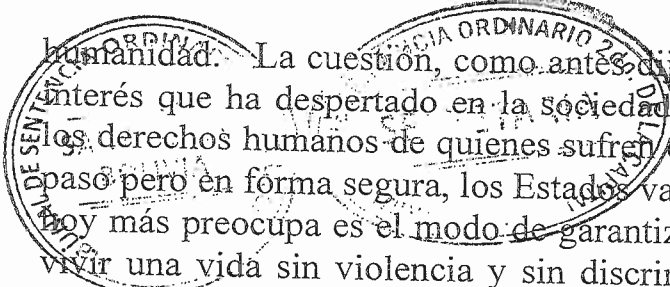 humanidad. La cuestión, como antes
interés que ha despertado en la sociedad
los derechos humanos de quienes sufren
paso pero en forma segura, los Estados va
hoy más preocupa es el modo de garantiz
vivir una vida sin violencia y sin discrin